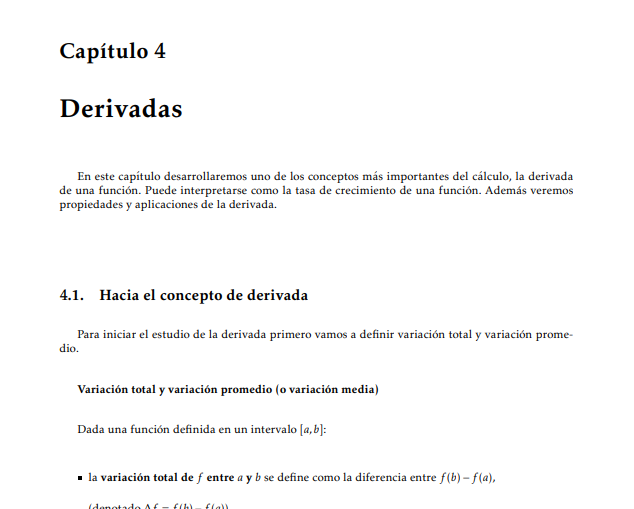 Capítulo 4
Derivadas
En este capítulo desarrollaremos uno de los conceptos más importantes del cálculo, la derivada
de una función. Puede interpretarse como la tasa de crecimiento de una función. Además veremos
propiedades y aplicaciones de la derivada.
4.1. Hacia el concepto de derivada
Para iniciar el estudio de la derivada primero vamos a definir variación total y variación prome-
dio.
Variación total y variación promedio (o variación media)
Dada una función definida en un intervalo [a,b]:
▪ la variación total de f entre a y b se define como la diferencia entre f(b) − f(a),
(denotado Δf = f(b) − f(a))